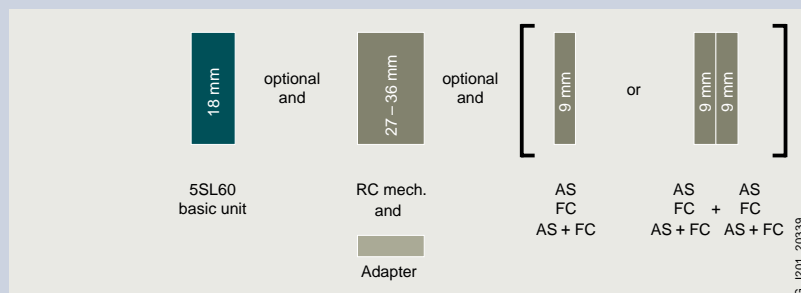 18 mm
optional
and
27 – 36 mm
optional
and
9 mm
or
9 mm
9 mm
5SL60
basic unit
RC mech.
and
Adapter
AS
FC
AS + FC
AS AS
FC + FC
AS + FC AS + FC
I201_20339